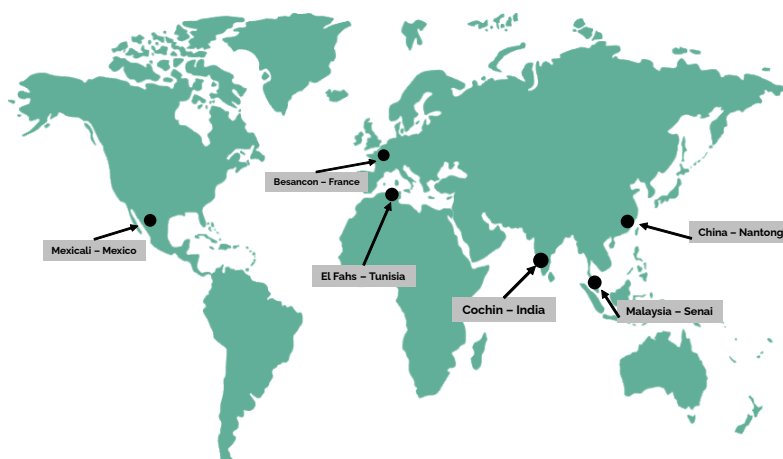 Besancon – France
China – Nantong
Mexicali – Mexico
El Fahs – Tunisia
Cochin – India
Malaysia – Senai